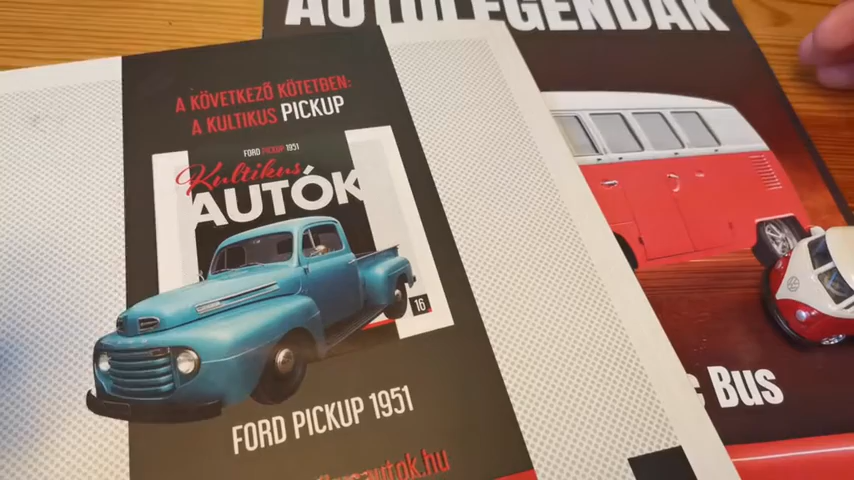 AUTÓLEGENDÁK
A KÖVETKEZŐ KÖTETBEN:
A KULTIKUS PICKUP
FORD PICKUP 1951
Kultikus
AUTÓK
16
FORD PICKUP 1951
Bus